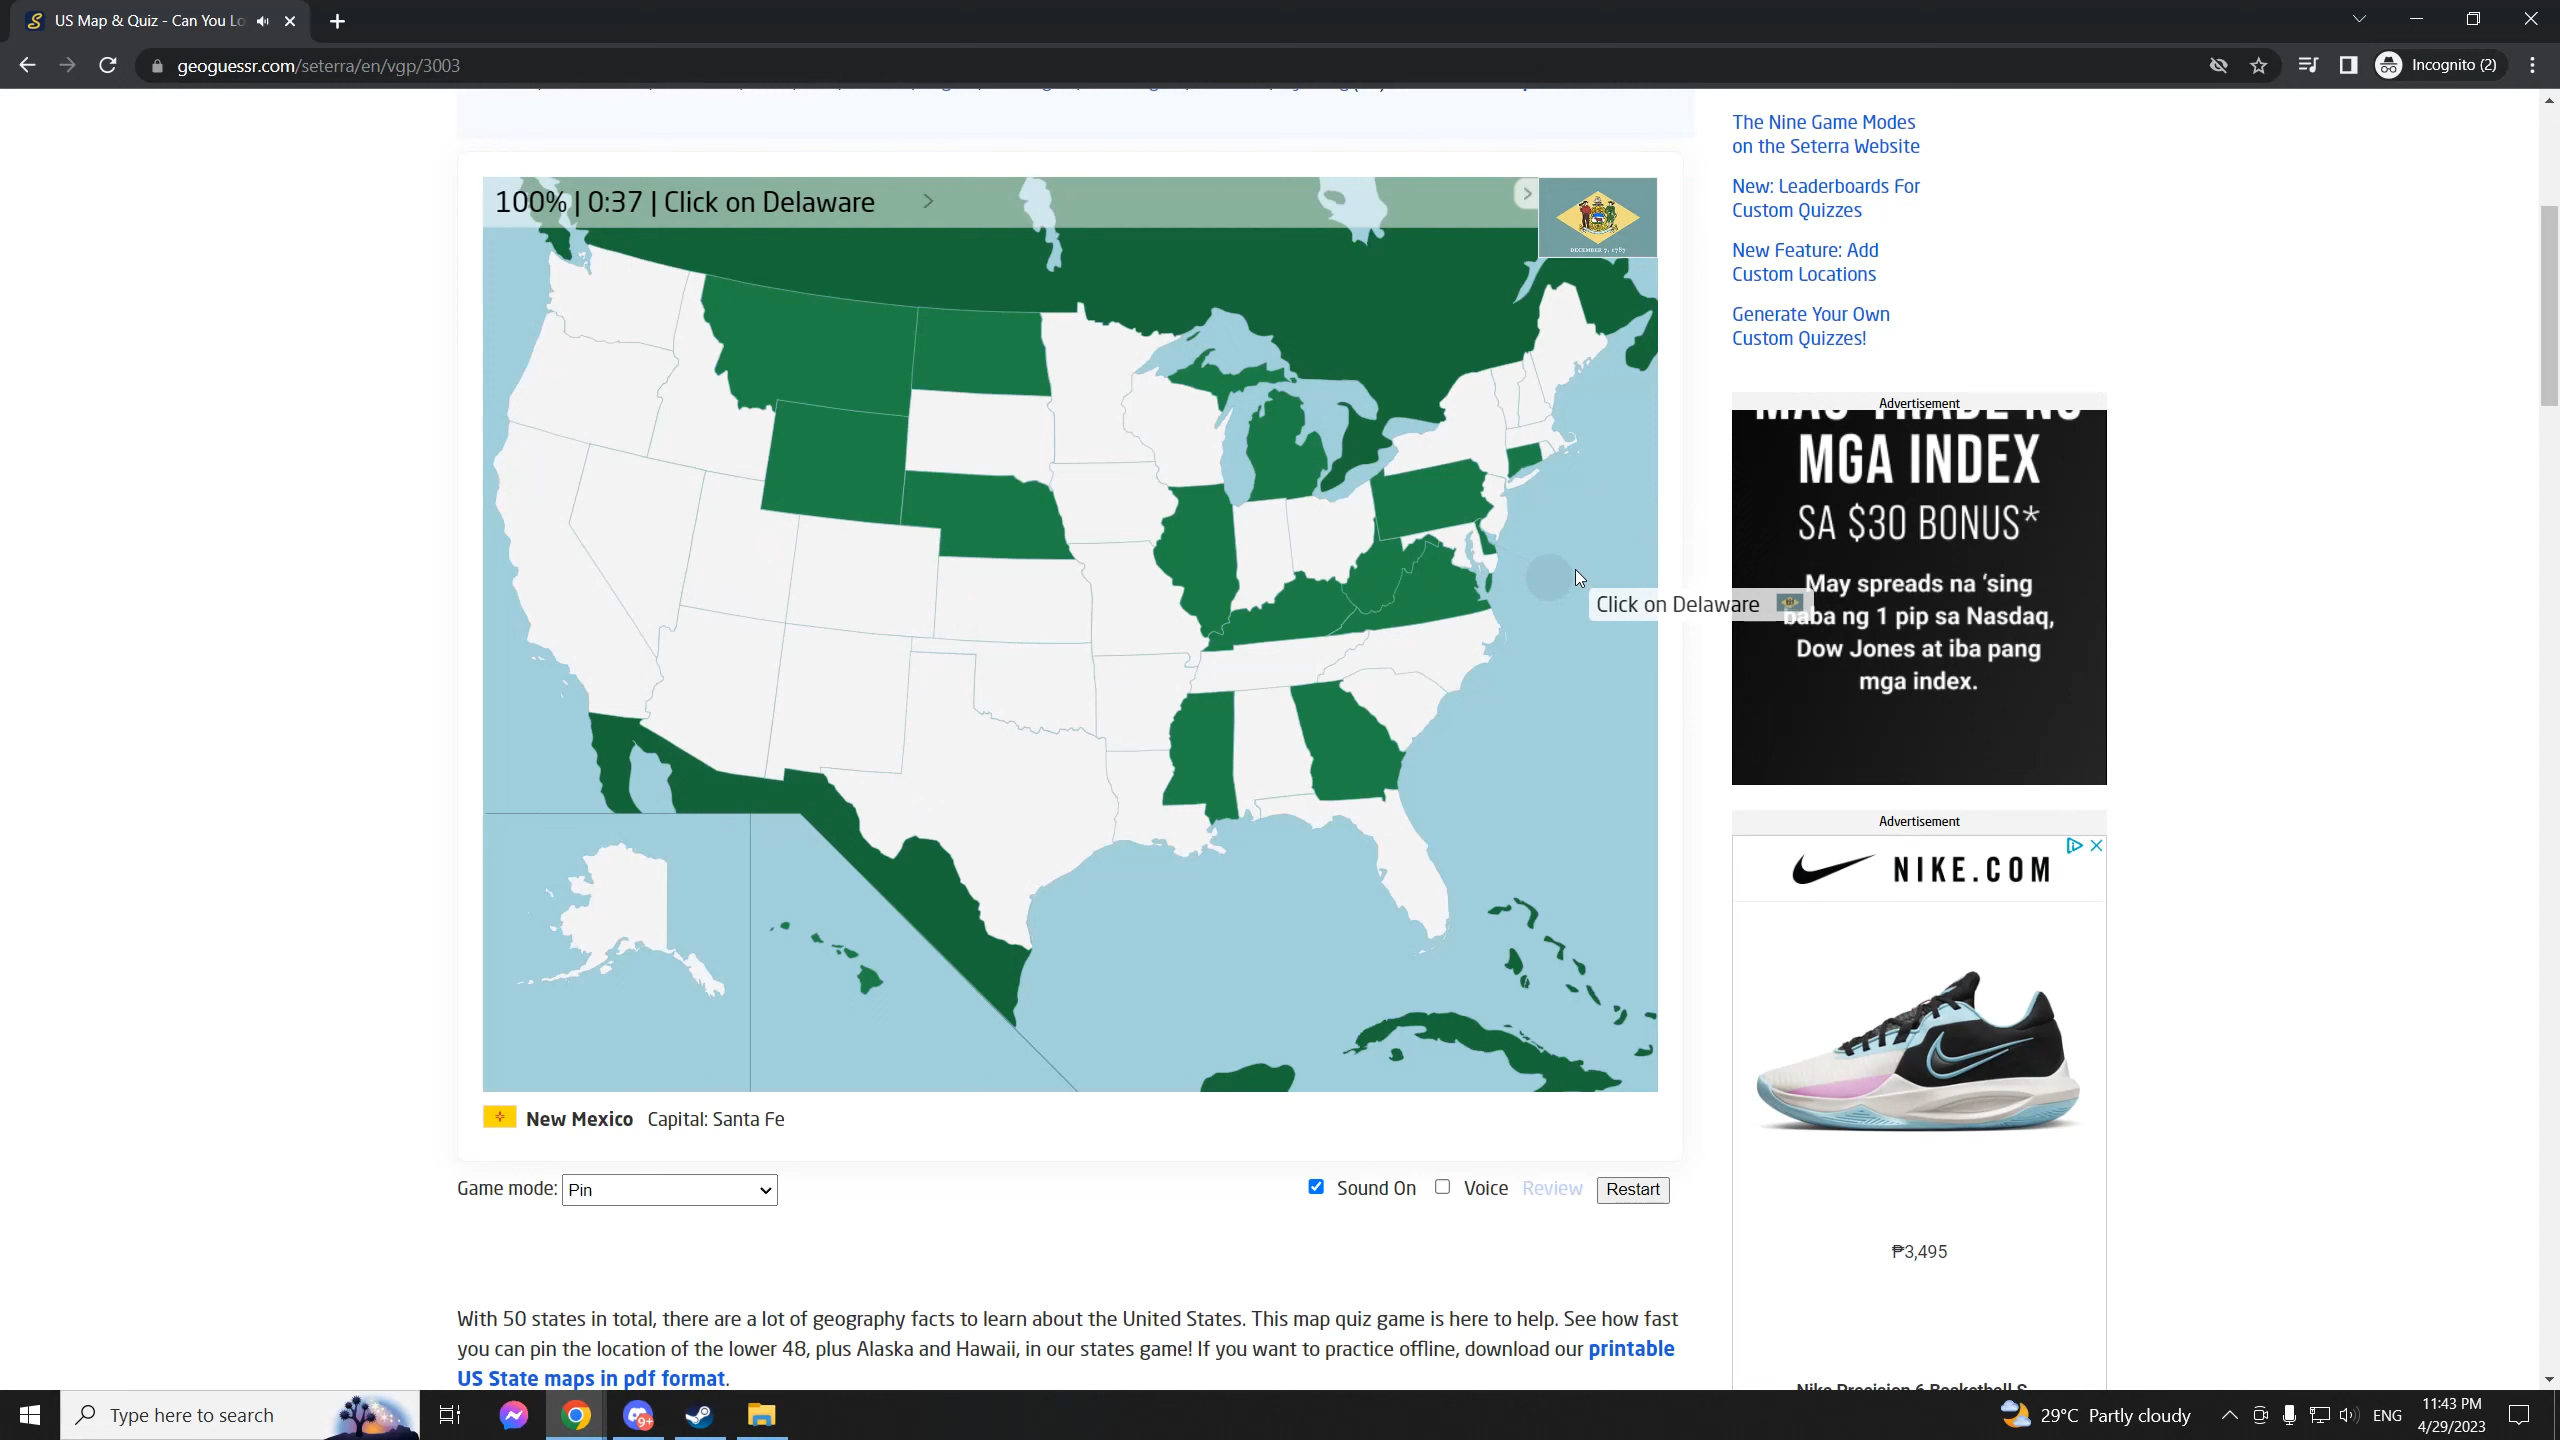 US Map & Quiz - Can You Lo
geoguessr.com/seterra/en/vgp/3003
Incognito (2)
The Nine Game Modes
on the Seterra Website
New: Leaderboards For
Custom Quizzes
New Feature: Add
Custom Locations
Generate Your Own
Custom Quizzes!
100% | 0:37 | Click on Delaware
DECEMBER 7, 1787
Advertisement
MGA INDEX
SA $30 BONUS*
May spreads na 'sing
baba ng 1 pip sa Nasdaq,
Dow Jones at iba pang
mga index.
Click on Delaware
Advertisement
NIKE.COM
₱3,495
New Mexico Capital: Santa Fe
Game mode: Pin
Sound On Voice Review Restart
With 50 states in total, there are a lot of geography facts to learn about the United States. This map quiz game is here to help. See how fast
you can pin the location of the lower 48, plus Alaska and Hawaii, in our states game! If you want to practice offline, download our printable
US State maps in pdf format.
Type here to search
9+
29°C Partly cloudy
ENG
11:43 PM
4/29/2023